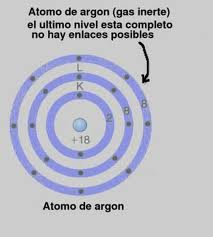 Atomo de argon (gas inerte)
el ultimo nivel esta completo
no hay enlaces posibles
L
K
2 8 8
+18
Atomo de argon